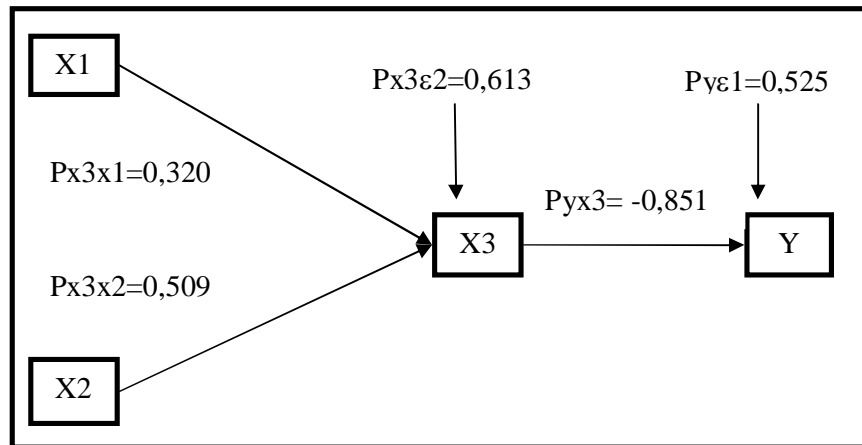 X1
Px3ε2=0,613
Pyε1=0,525
Px3x1=0,320
Pyx3= -0,851
X3
Y
Px3x2=0,509
X2